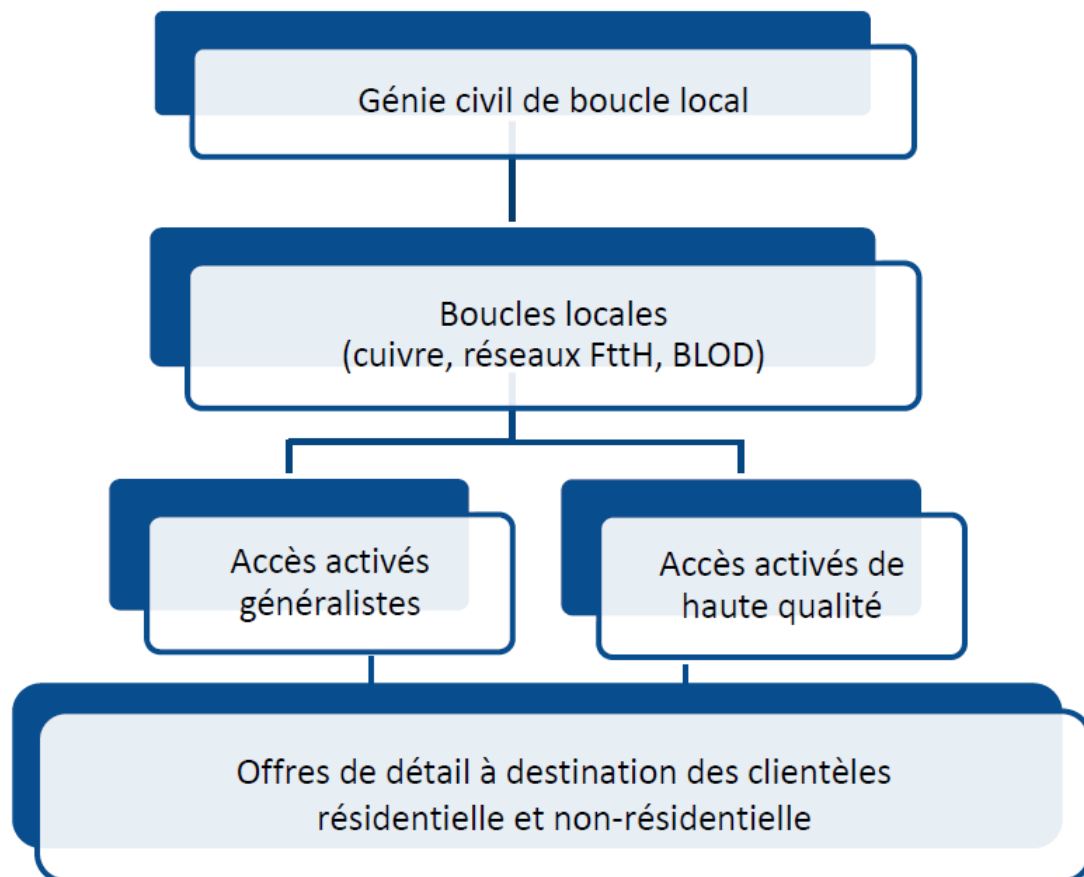 Génie civil de boucle local
Boucles locales
(cuivre, réseaux FttH, BLOD)
Accès activés
généralistes
Accès activés de
haute qualité
Offres de détail à destination des clientèles
résidentielle et non-résidentielle